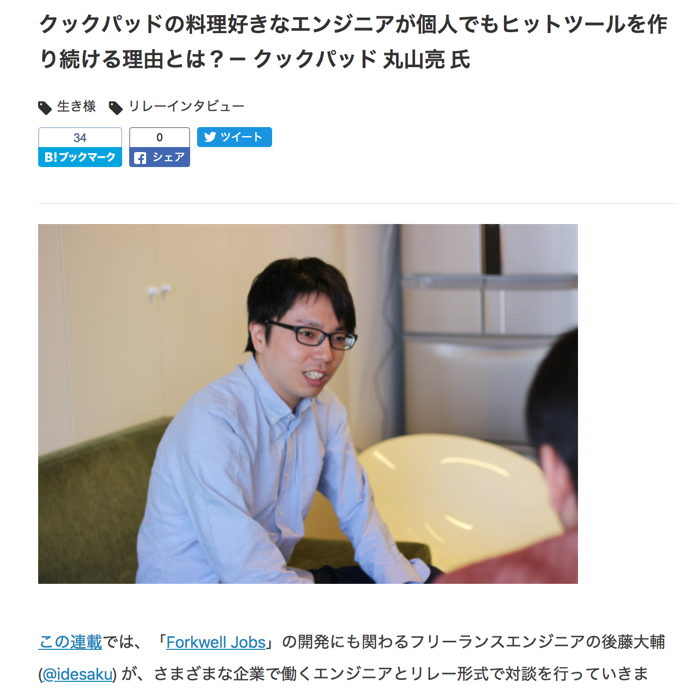 クックパッドの料理好きなエンジニアが個人でもヒットツールを作
り続ける理由とは？ー クックパッド 丸山亮 氏
生き様 リレーインタビュー
34 0 ツイート
B!ブックマーク シェア
この連載では、「Forkwell Jobs」の開発にも関わるフリーランスエンジニアの後藤大輔
(@idesaku) が、さまざまな企業で働くエンジニアとリレー形式で対談を行っていきま